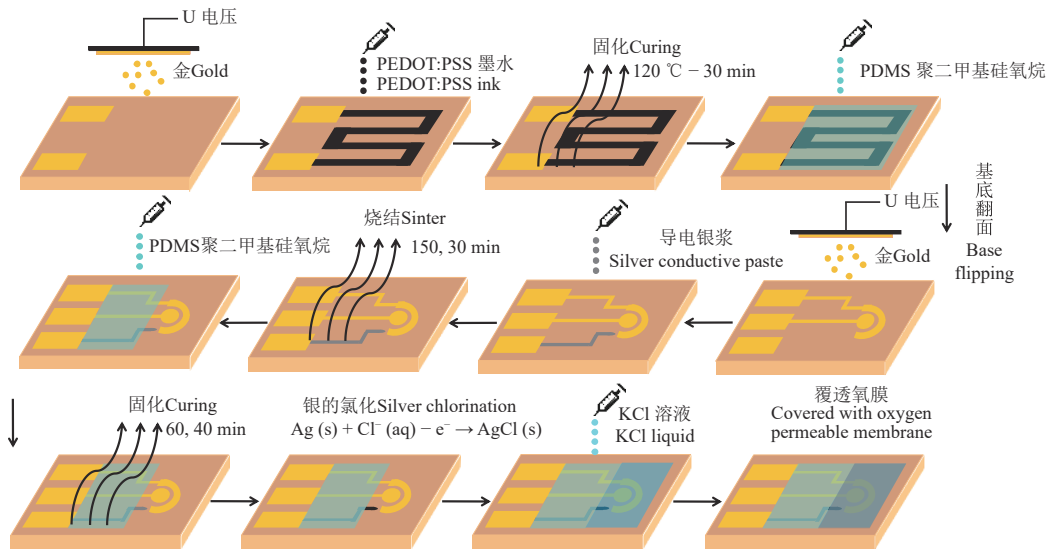 U 电压
金Gold
PEDOT:PSS 墨水
PEDOT:PSS ink
固化Curing
120 ℃ − 30 min
PDMS 聚二甲基硅氧烷
基底翻面
Base
flipping
U 电压
金Gold
导电银浆
Silver conductive paste
烧结Sinter
150, 30 min
PDMS聚二甲基硅氧烷
固化Curing
60, 40 min
银的氯化Silver chlorination
Ag (s) + Cl⁻ (aq) − e⁻ → AgCl (s)
KCl 溶液
KCl liquid
覆透氧膜
Covered with oxygen
permeable membrane